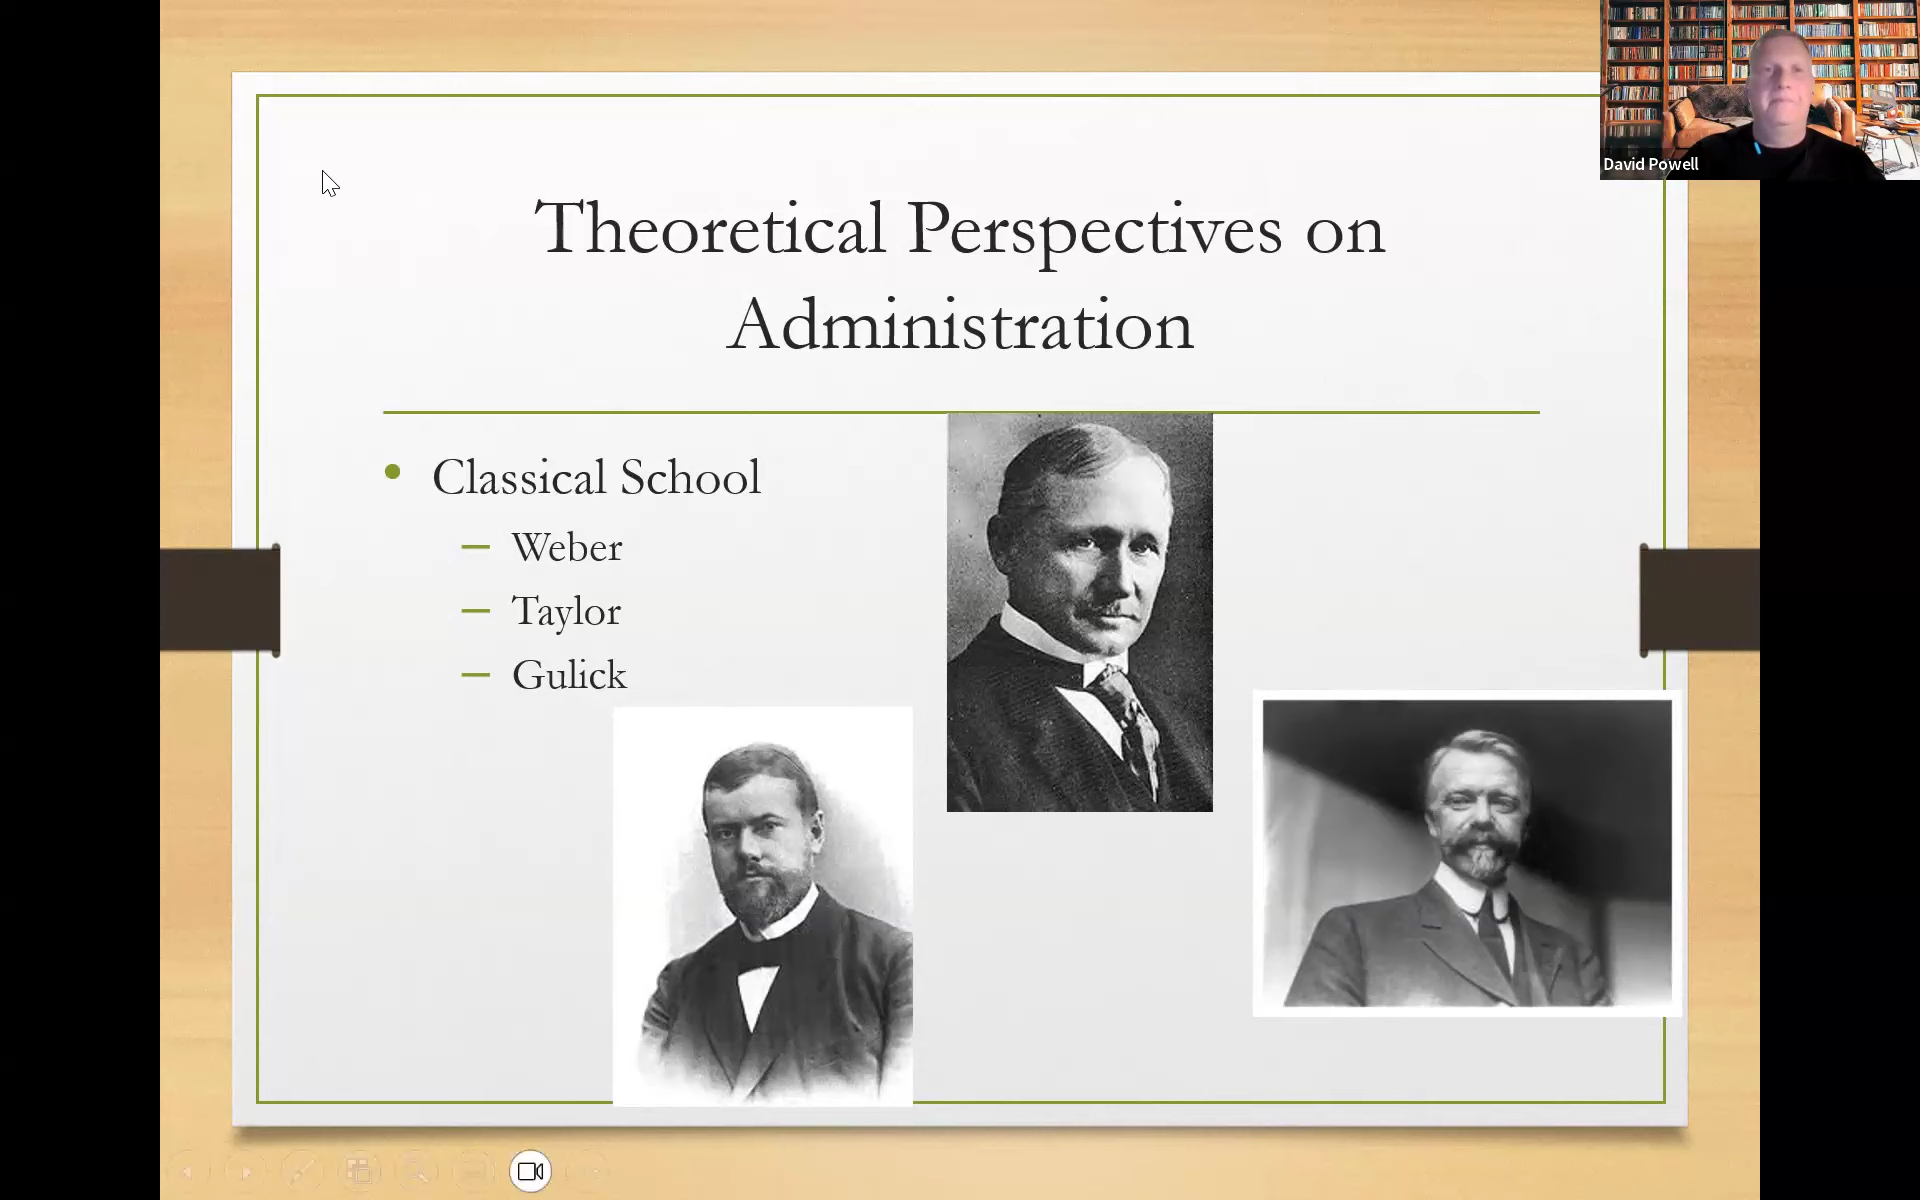 Theoretical Perspectives on
Administration
Classical School
Weber
Taylor
Gulick
David Powell